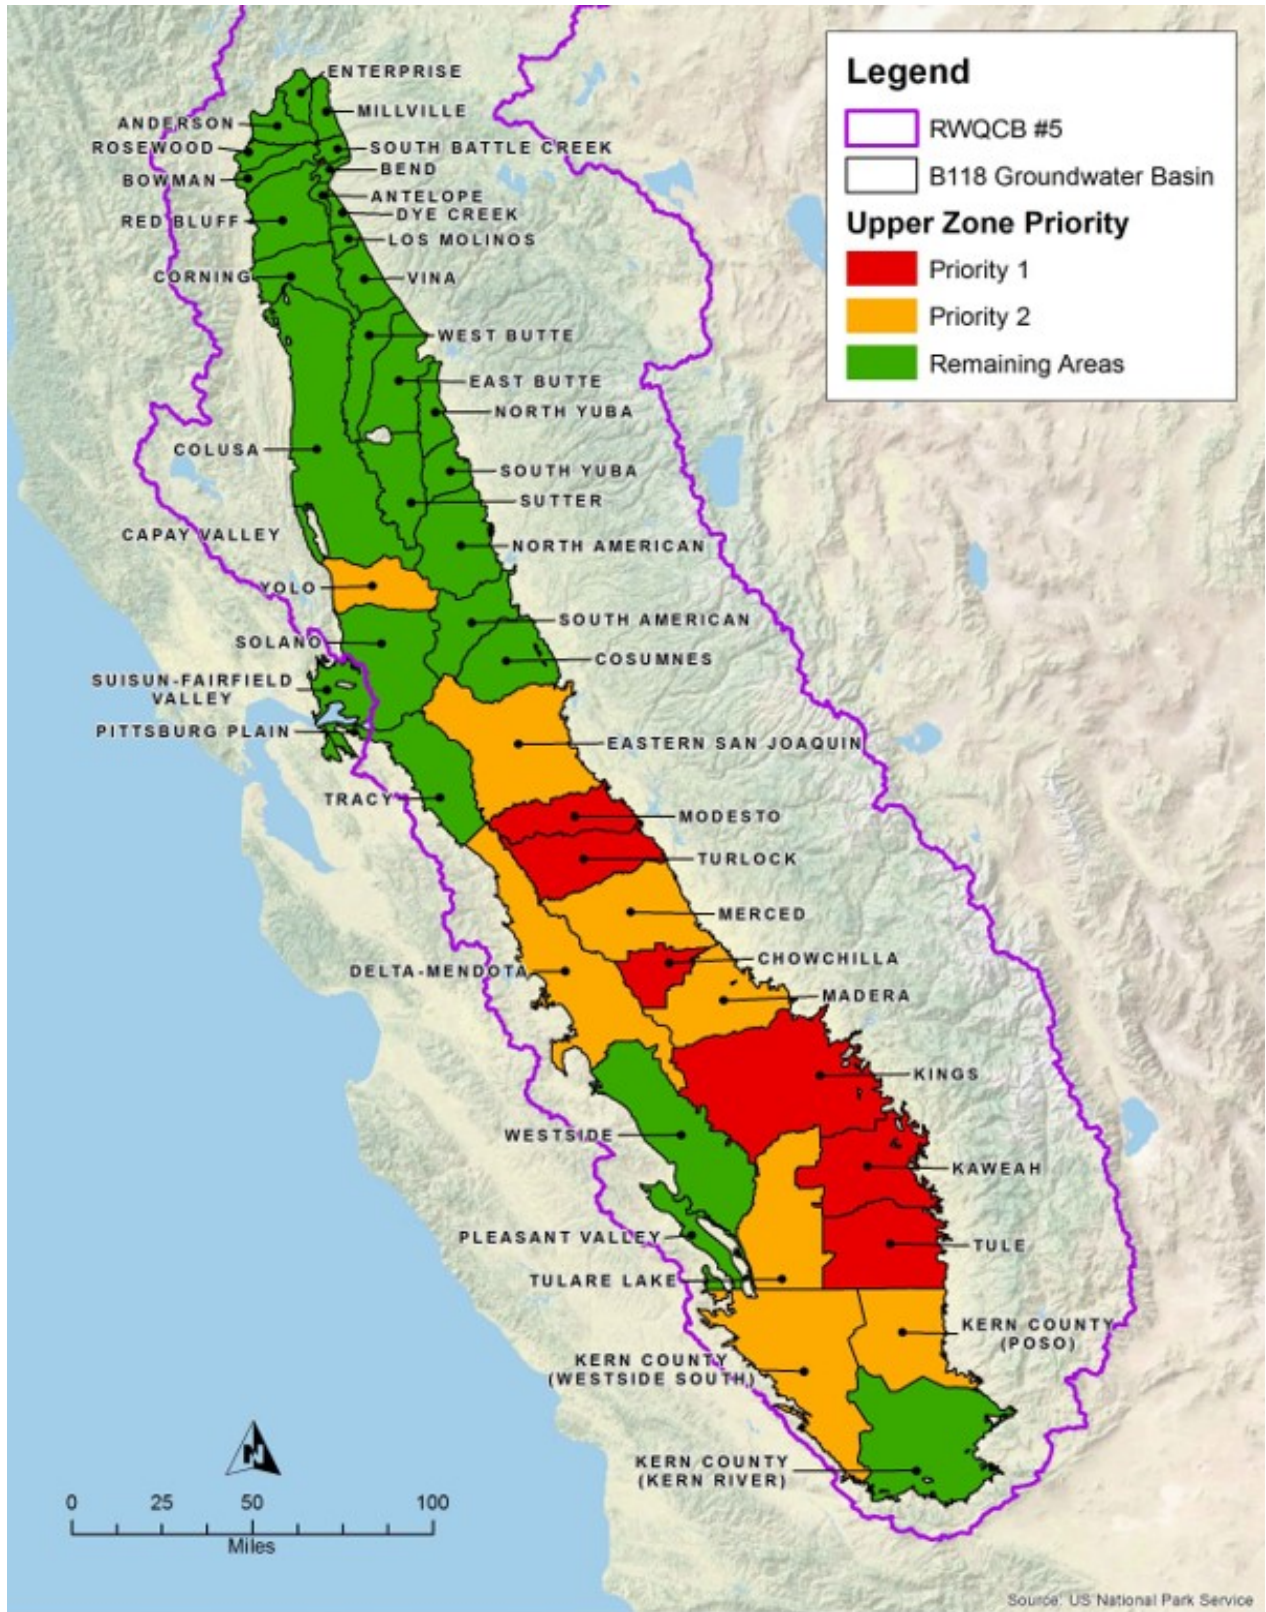 Legend
RWQCB #5
B118 Groundwater Basin
Upper Zone Priority
Priority 1
Priority 2
Remaining Areas
ENTERPRISE
MILLVILLE
ANDERSON
ROSEWOOD
SOUTH BATTLE CREEK
BEND
BOWMAN
ANTELOPE
DYE CREEK
RED BLUFF
LOS MOLINOS
CORNING
VINA
WEST BUTTE
EAST BUTTE
NORTH YUBA
COLUSA
SOUTH YUBA
SUTTER
CAPAY VALLEY
NORTH AMERICAN
YOLO
SOUTH AMERICAN
SOLANO
COSUMNES
SUISUN-FAIRFIELD
VALLEY
PITTSBURG PLAIN
EASTERN SAN JOAQUIN
TRACY
MODESTO
TURLOCK
MERCED
CHOWCHILLA
DELTA-MENDOTA
MADERA
KINGS
WESTSIDE
KAWEAH
PLEASANT VALLEY
TULE
TULARE LAKE
KERN COUNTY
(POSO)
KERN COUNTY
(WESTSIDE SOUTH)
KERN COUNTY
(KERN RIVER)
N
0 25 50 100
Miles
Source: US National Park Service